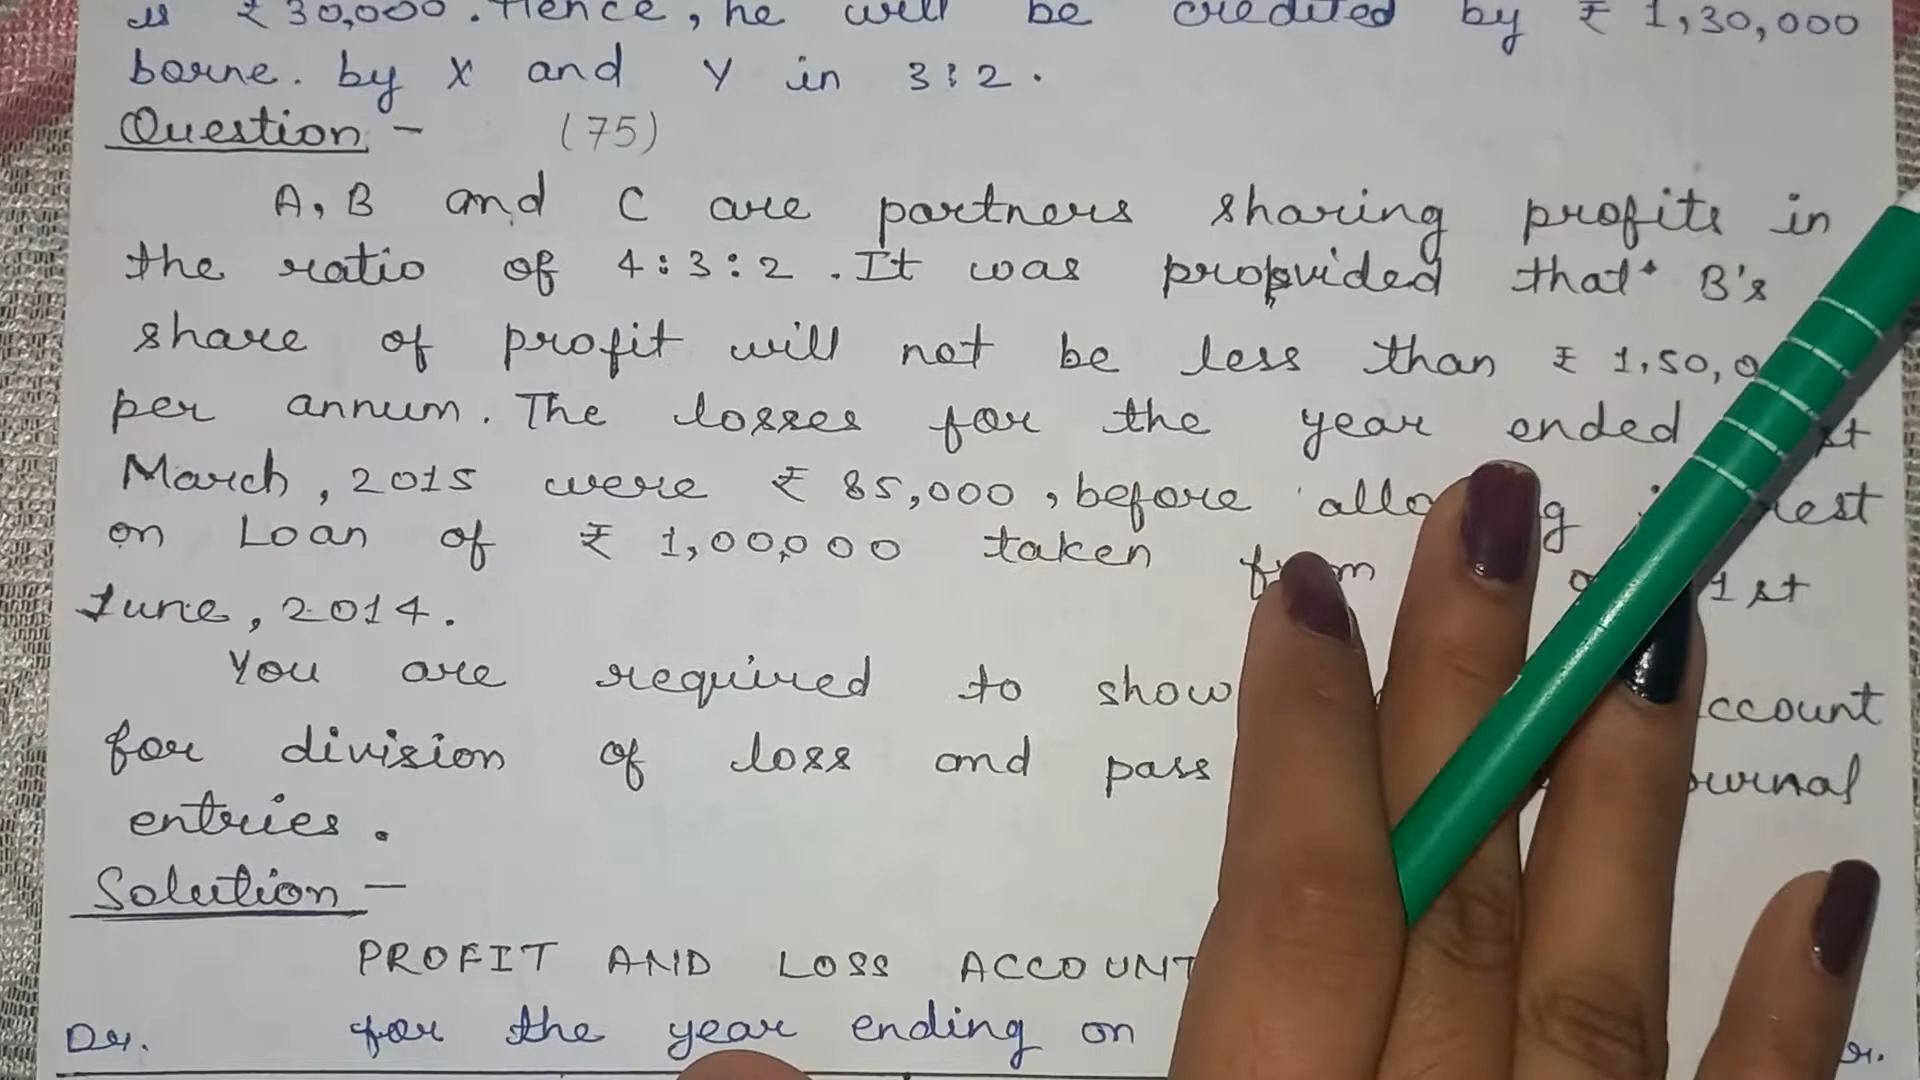 is ₹ 30,000. Hence, he will be credited by ₹ 1,30,000
borne. by X and Y in 3:2.
Question - (75)
A, B and C are partners sharing profits in
the ratio of 4:3:2. It was provided that B's
share of profit will not be less than ₹ 1,50,0
per annum. The losses for the year ended st
March, 2015 were ₹ 85,000, before
on Loan of ₹ 1,00,000 taken 1st
June, 2014.
You are required to show ccount
for division of loss and pass ournal
entries.
Solution -
PROFIT AND LOSS ACCOUNT
Dr. for the year ending on r.